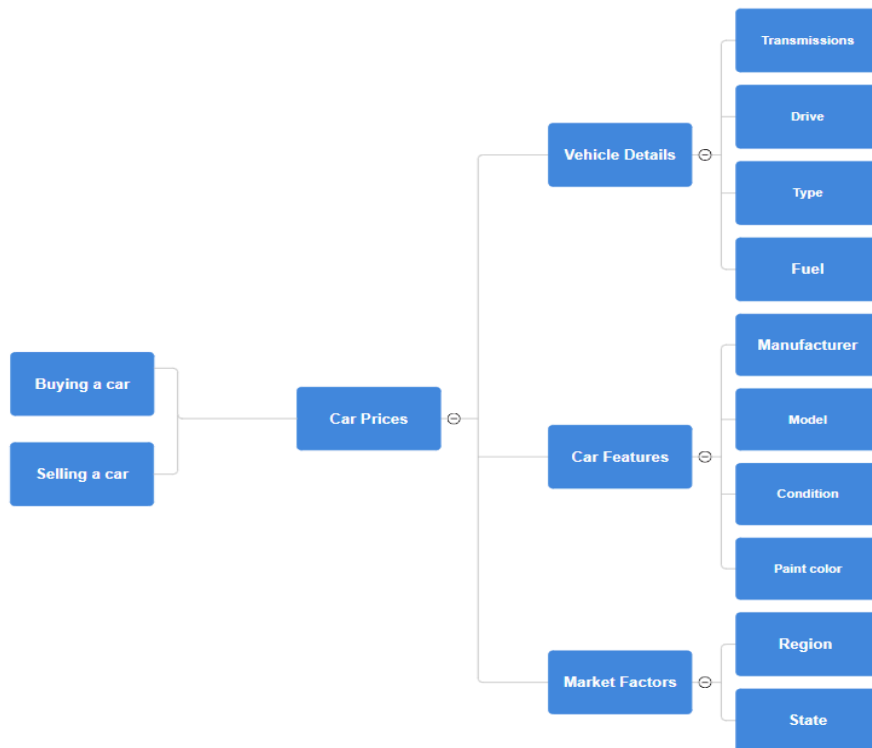 Transmissions
Drive
Vehicle Details
Type
Fuel
Buying a car
Selling a car
Car Prices
Manufacturer
Model
Car Features
Condition
Paint color
Region
Market Factors
State